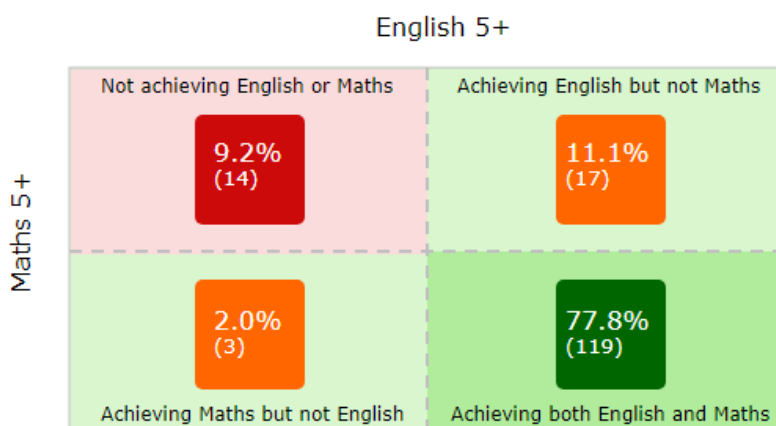 English 5+
Maths 5+
Not achieving English or Maths
9.2%
(14)
Achieving English but not Maths
11.1%
(17)
2.0%
(3)
Achieving Maths but not English
77.8%
(119)
Achieving both English and Maths